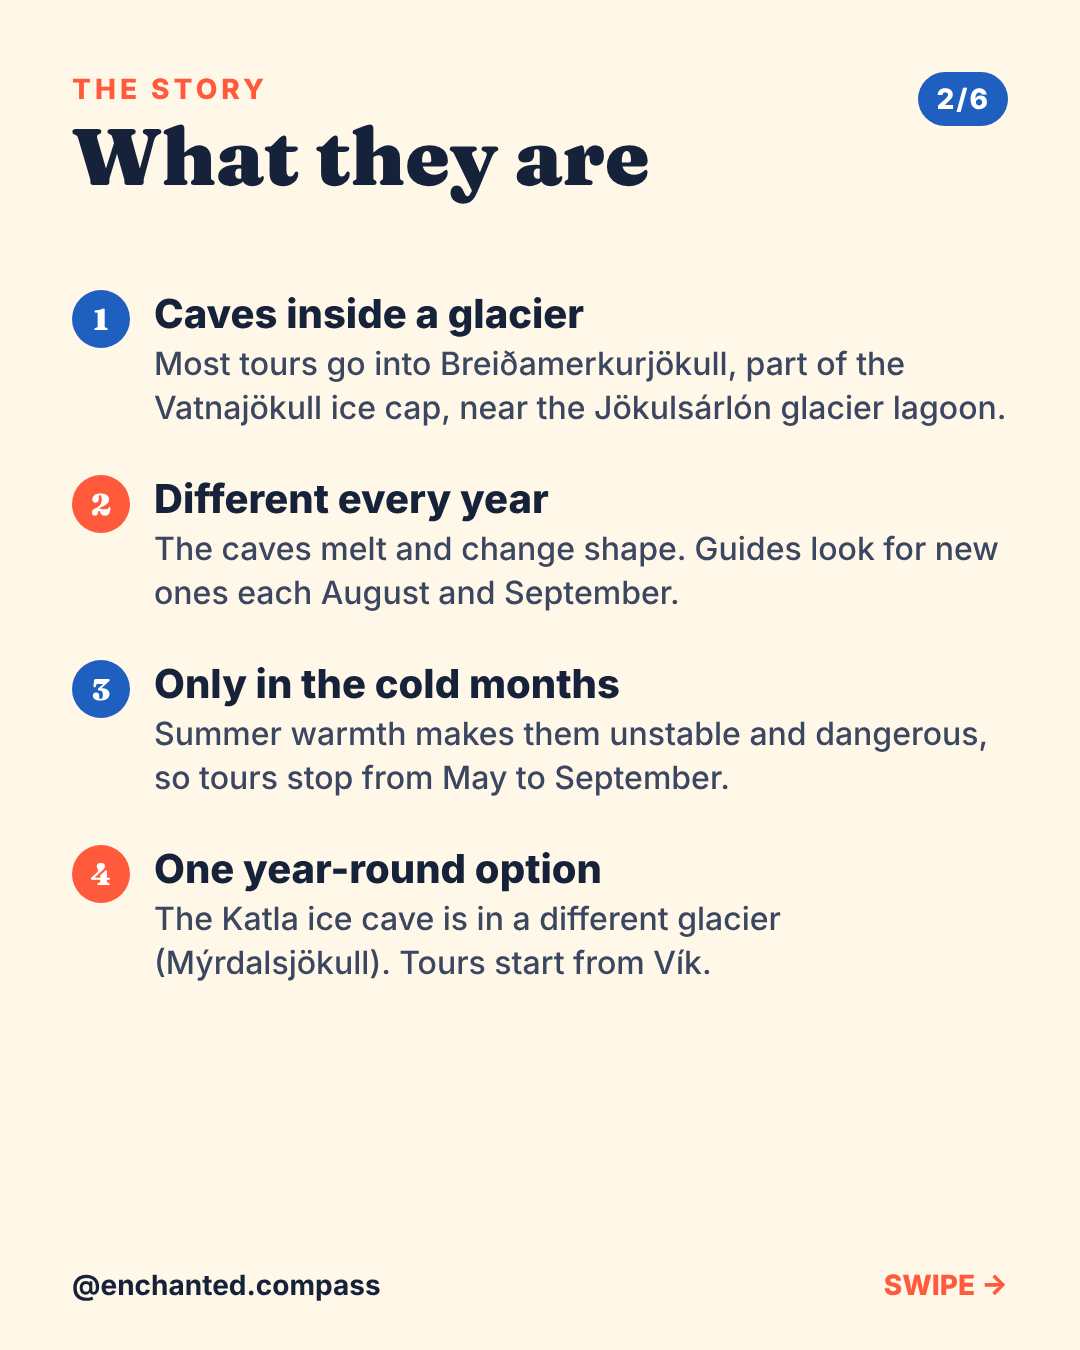 THE STORY
2/6
What they are
1
Caves inside a glacier
Most tours go into Breiðamerkurjökull, part of the
Vatnajökull ice cap, near the Jökulsárlón glacier lagoon.
2
Different every year
The caves melt and change shape. Guides look for new
ones each August and September.
3
Only in the cold months
Summer warmth makes them unstable and dangerous,
so tours stop from May to September.
4
One year-round option
The Katla ice cave is in a different glacier
(Mýrdalsjökull). Tours start from Vík.
@enchanted.compass
SWIPE →